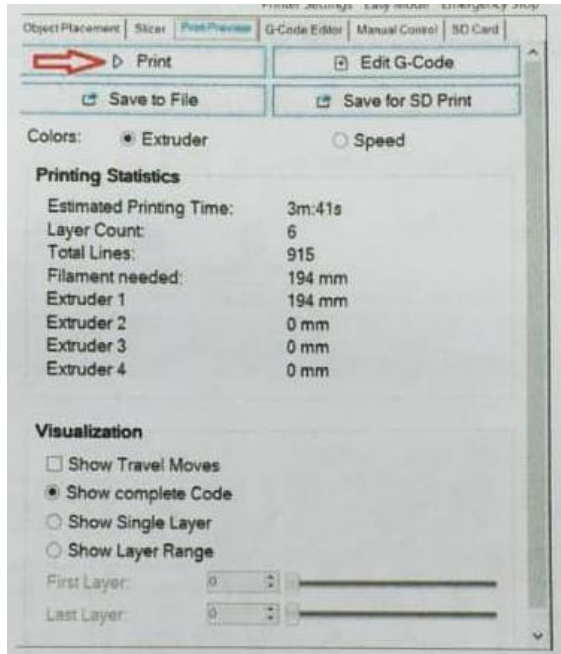 Printer Settings Easy Mode Emergency Stop
Object Placement Slicer Print Preview G-Code Editor Manual Control SD Card
Print Edit G-Code
Save to File Save for SD Print
Colors: Extruder Speed
Printing Statistics
Estimated Printing Time: 3m:41s
Layer Count: 6
Total Lines: 915
Filament needed: 194 mm
Extruder 1 194 mm
Extruder 2 0 mm
Extruder 3 0 mm
Extruder 4 0 mm
Visualization
Show Travel Moves
Show complete Code
Show Single Layer
Show Layer Range
First Layer: 0
Last Layer: 0